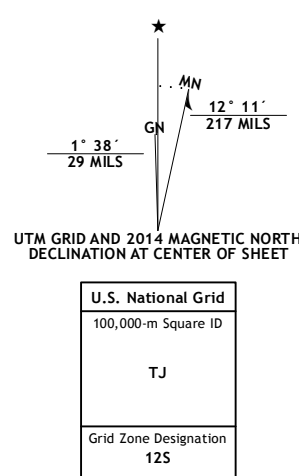 MN
GN
12° 11´
217 MILS
1° 38´
29 MILS
UTM GRID AND 2014 MAGNETIC NORTH
DECLINATION AT CENTER OF SHEET
U.S. National Grid
100,000-m Square ID
TJ
Grid Zone Designation
12S